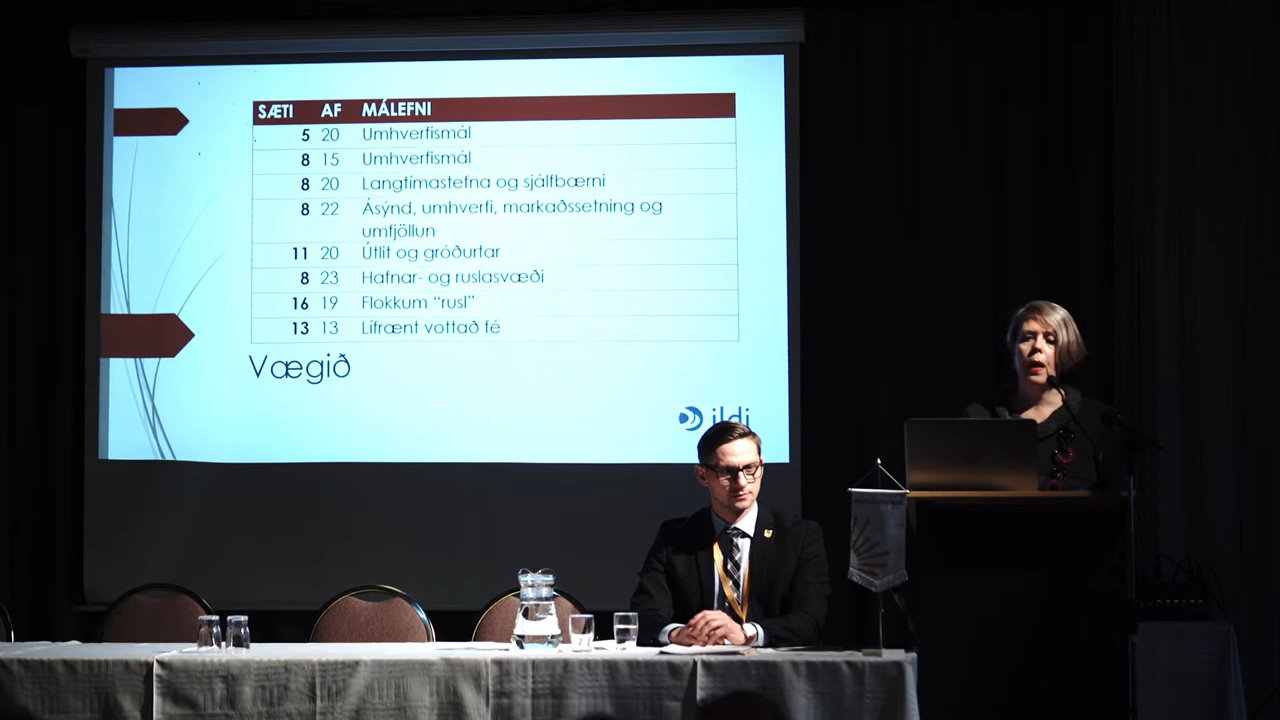 SÆTI AF MÁLEFNI
5 20 Umhverfismál
8 15 Umhverfismál
8 20 Langtímastefna og sjálfbærni
8 22 Ásýnd, umhverfi, markaðssetning og
umfjöllun
11 20 Útlit og gróðurfar
8 23 Hafnar- og ruslasvæði
16 19 Flokkum “rusl”
13 13 Lífrænt vottað fé
Vægið
ildi